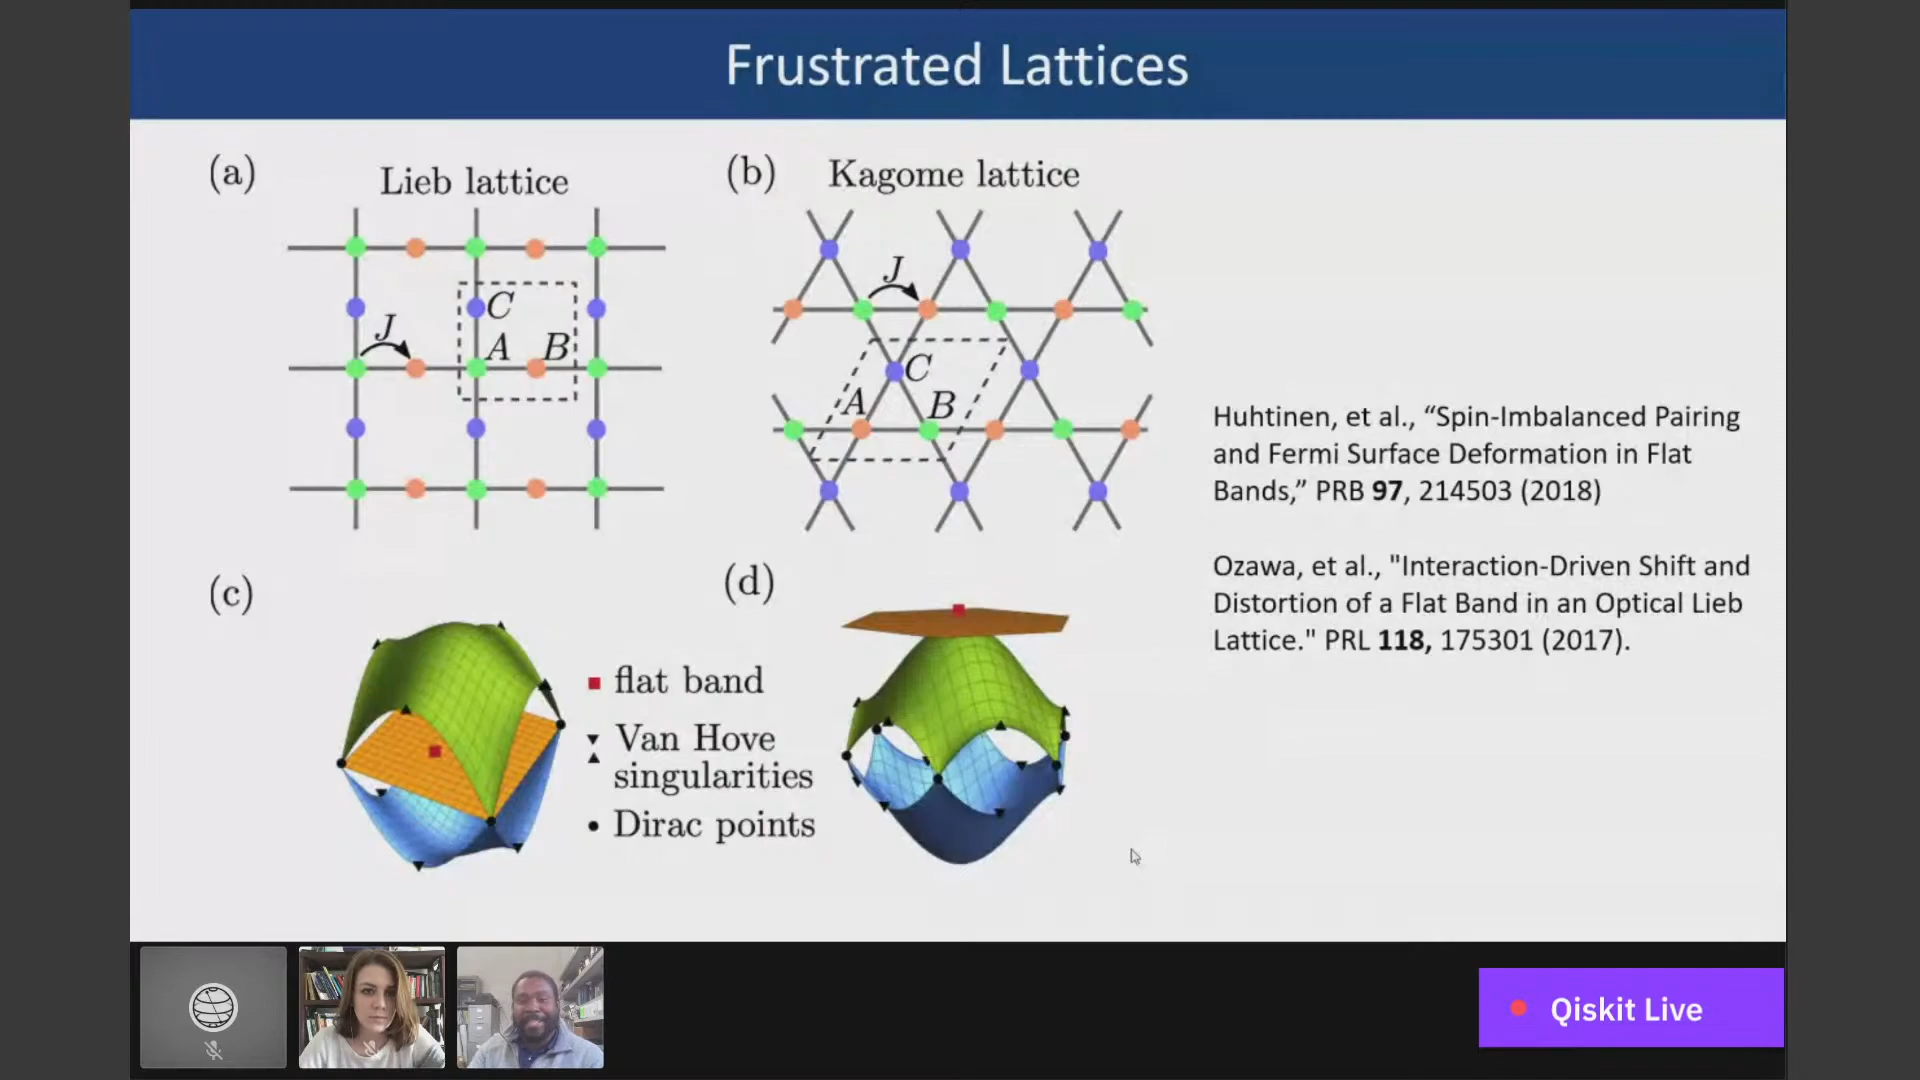 Frustrated Lattices
(a)
Lieb lattice
J
C
A B
(b)
Kagome lattice
J
C
A B
(c)
flat band
Van Hove
singularities
Dirac points
(d)
Huhtinen, et al., “Spin-Imbalanced Pairing
and Fermi Surface Deformation in Flat
Bands,” PRB 97, 214503 (2018)
Ozawa, et al., "Interaction-Driven Shift and
Distortion of a Flat Band in an Optical Lieb
Lattice." PRL 118, 175301 (2017).
Qiskit Live